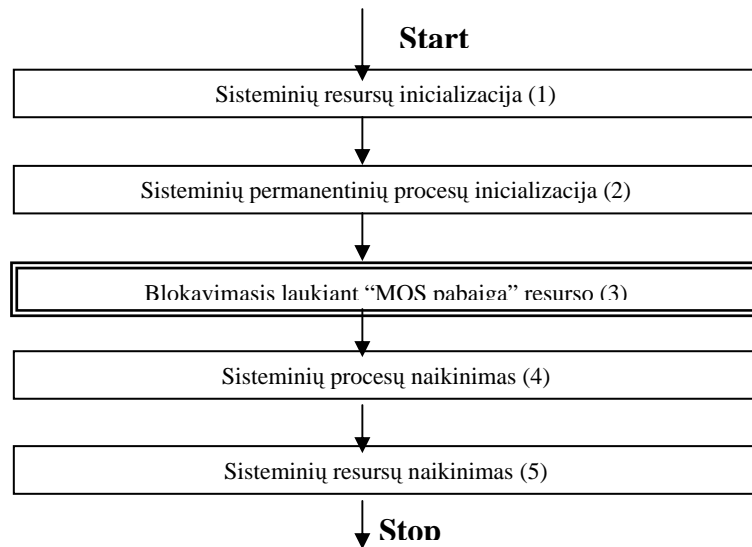 Start
Sisteminių resursų inicializacija (1)
Sisteminių permanentinių procesų inicializacija (2)
Blokavimasis laukiant “MOS pabaiga” resurso (3)
Sisteminių procesų naikinimas (4)
Sisteminių resursų naikinimas (5)
Stop